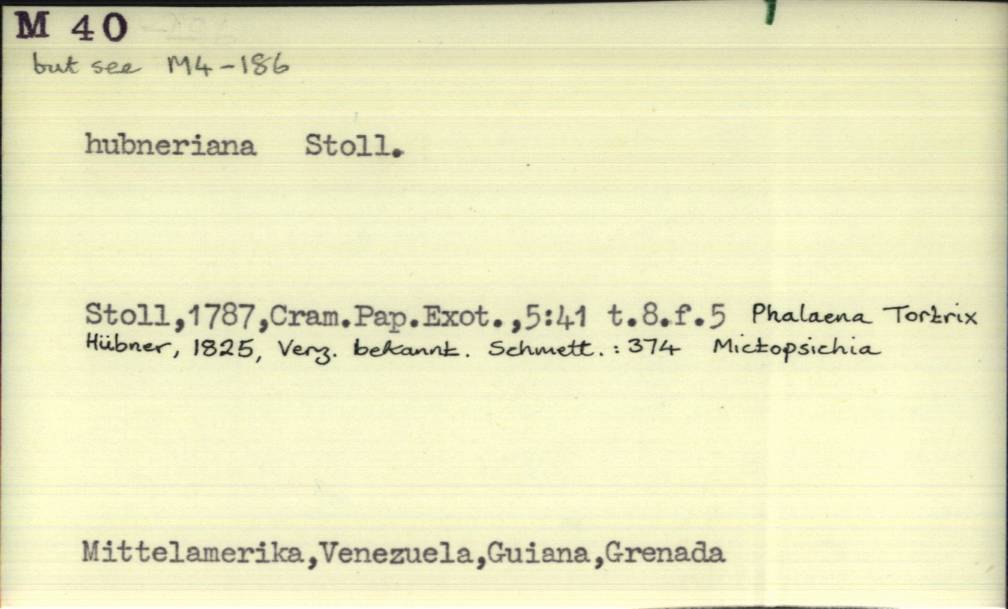 M 40
but see M4-186
hubneriana Stoll.
Stoll,1787,Cram.Pap.Exot.,5:41 t.8.f.5 Phalaena Tortrix
Hübner, 1825, Verz. bekannt. Schmett. : 374 Mictopsichia
Mittelamerika,Venezuela,Guiana,Grenada